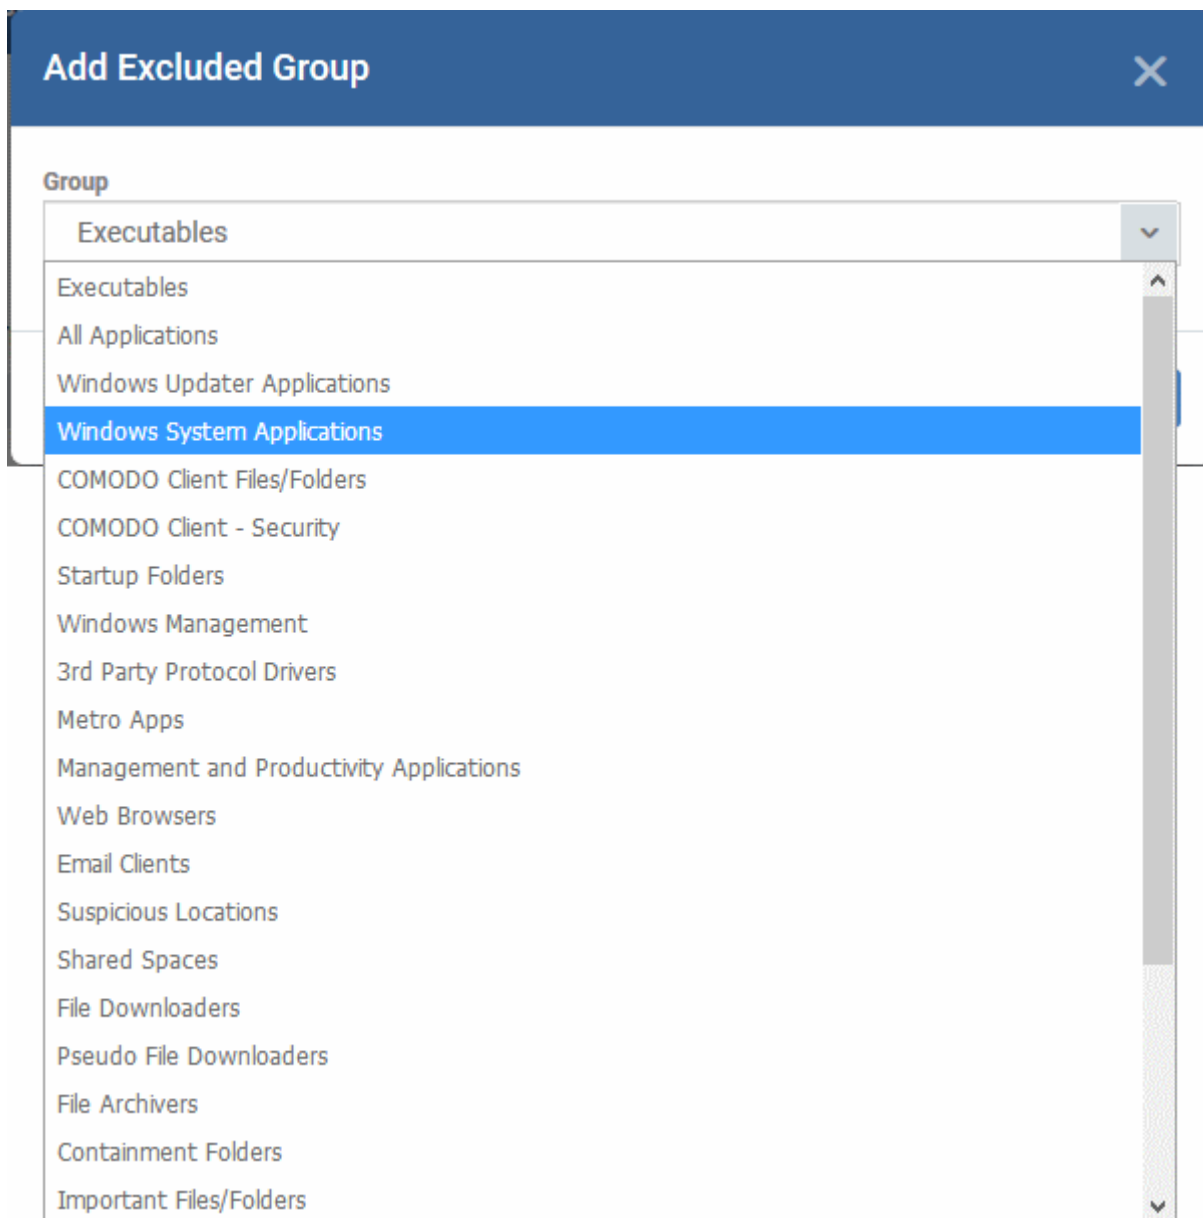 Add Excluded Group
Group
Executables
Executables
All Applications
Windows Updater Applications
Windows System Applications
COMODO Client Files/Folders
COMODO Client - Security
Startup Folders
Windows Management
3rd Party Protocol Drivers
Metro Apps
Management and Productivity Applications
Web Browsers
Email Clients
Suspicious Locations
Shared Spaces
File Downloaders
Pseudo File Downloaders
File Archivers
Containment Folders
Important Files/Folders